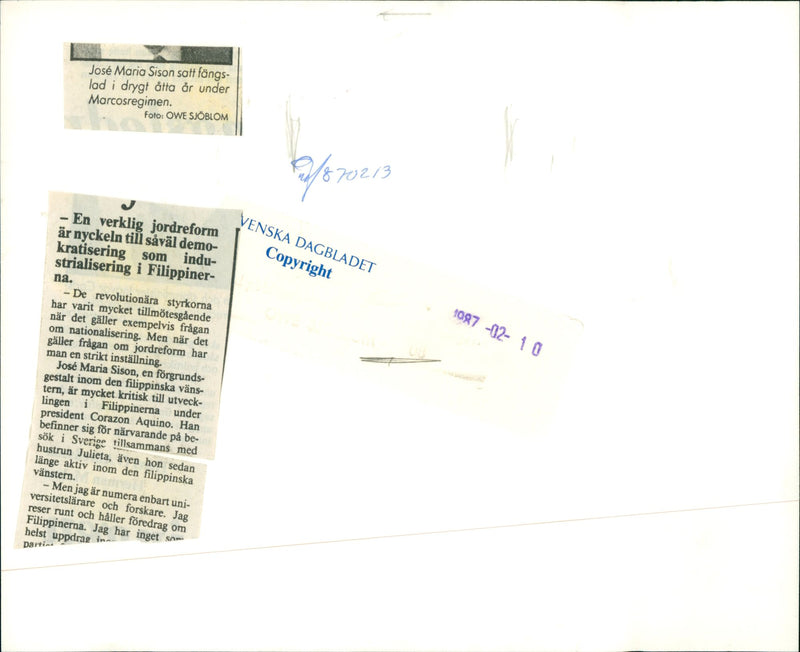 José Maria Sison satt fängs-
lad i drygt åtta år under
Marcosregimen.
Foto: OWE SJÖBLOM
870213
VENSKA DAGBLADET
Copyright
1987 -02- 10
– En verklig jordreform
är nyckeln till såväl demo-
kratisering som indu-
strialisering i Filippiner-
na.
– De revolutionära styrkorna
har varit mycket tillmötesgående
när det gäller exempelvis frågan
om nationalisering. Men när det
gäller frågan om jordreform har
man en strikt inställning.
José Maria Sison, en förgrunds-
gestalt inom den filippinska väns-
tern, är mycket kritisk till utveck-
lingen i Filippinerna under
president Corazon Aquino. Han
befinner sig för närvarande på be-
sök i Sverige tillsammans med
hustrun Julieta, även hon sedan
länge aktiv inom den filippinska
vänstern.
– Men jag är numera enbart uni-
versitetslärare och forskare. Jag
reser runt och håller föredrag om
Filippinerna. Jag har inget som
helst uppdrag